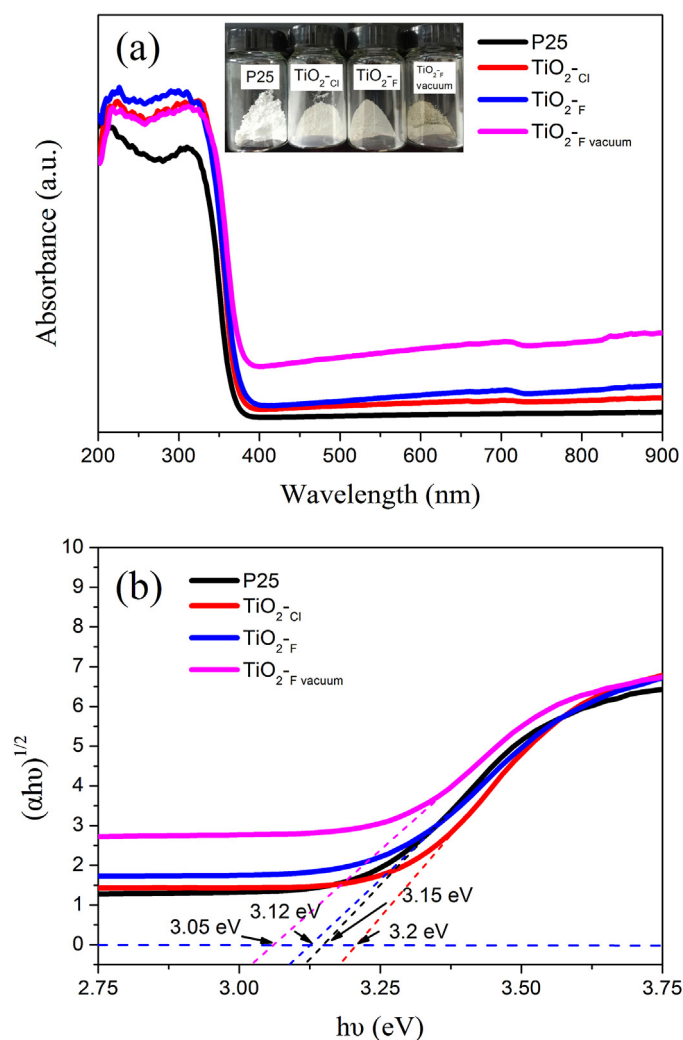 (a)
P25
TiO2-Cl
TiO2-F
TiO2-F vacuum
P25
TiO2-Cl
TiO2-F
TiO2-F
vacuum
Absorbance (a.u.)
200 300 400 500 600 700 800 900
Wavelength (nm)
(b)
P25
TiO2-Cl
TiO2-F
TiO2-F vacuum
10
9
8
7
6
5
4
3
2
1
0
(αhυ)1/2
3.05 eV
3.12 eV
3.15 eV
3.2 eV
2.75 3.00 3.25 3.50 3.75
hυ (eV)